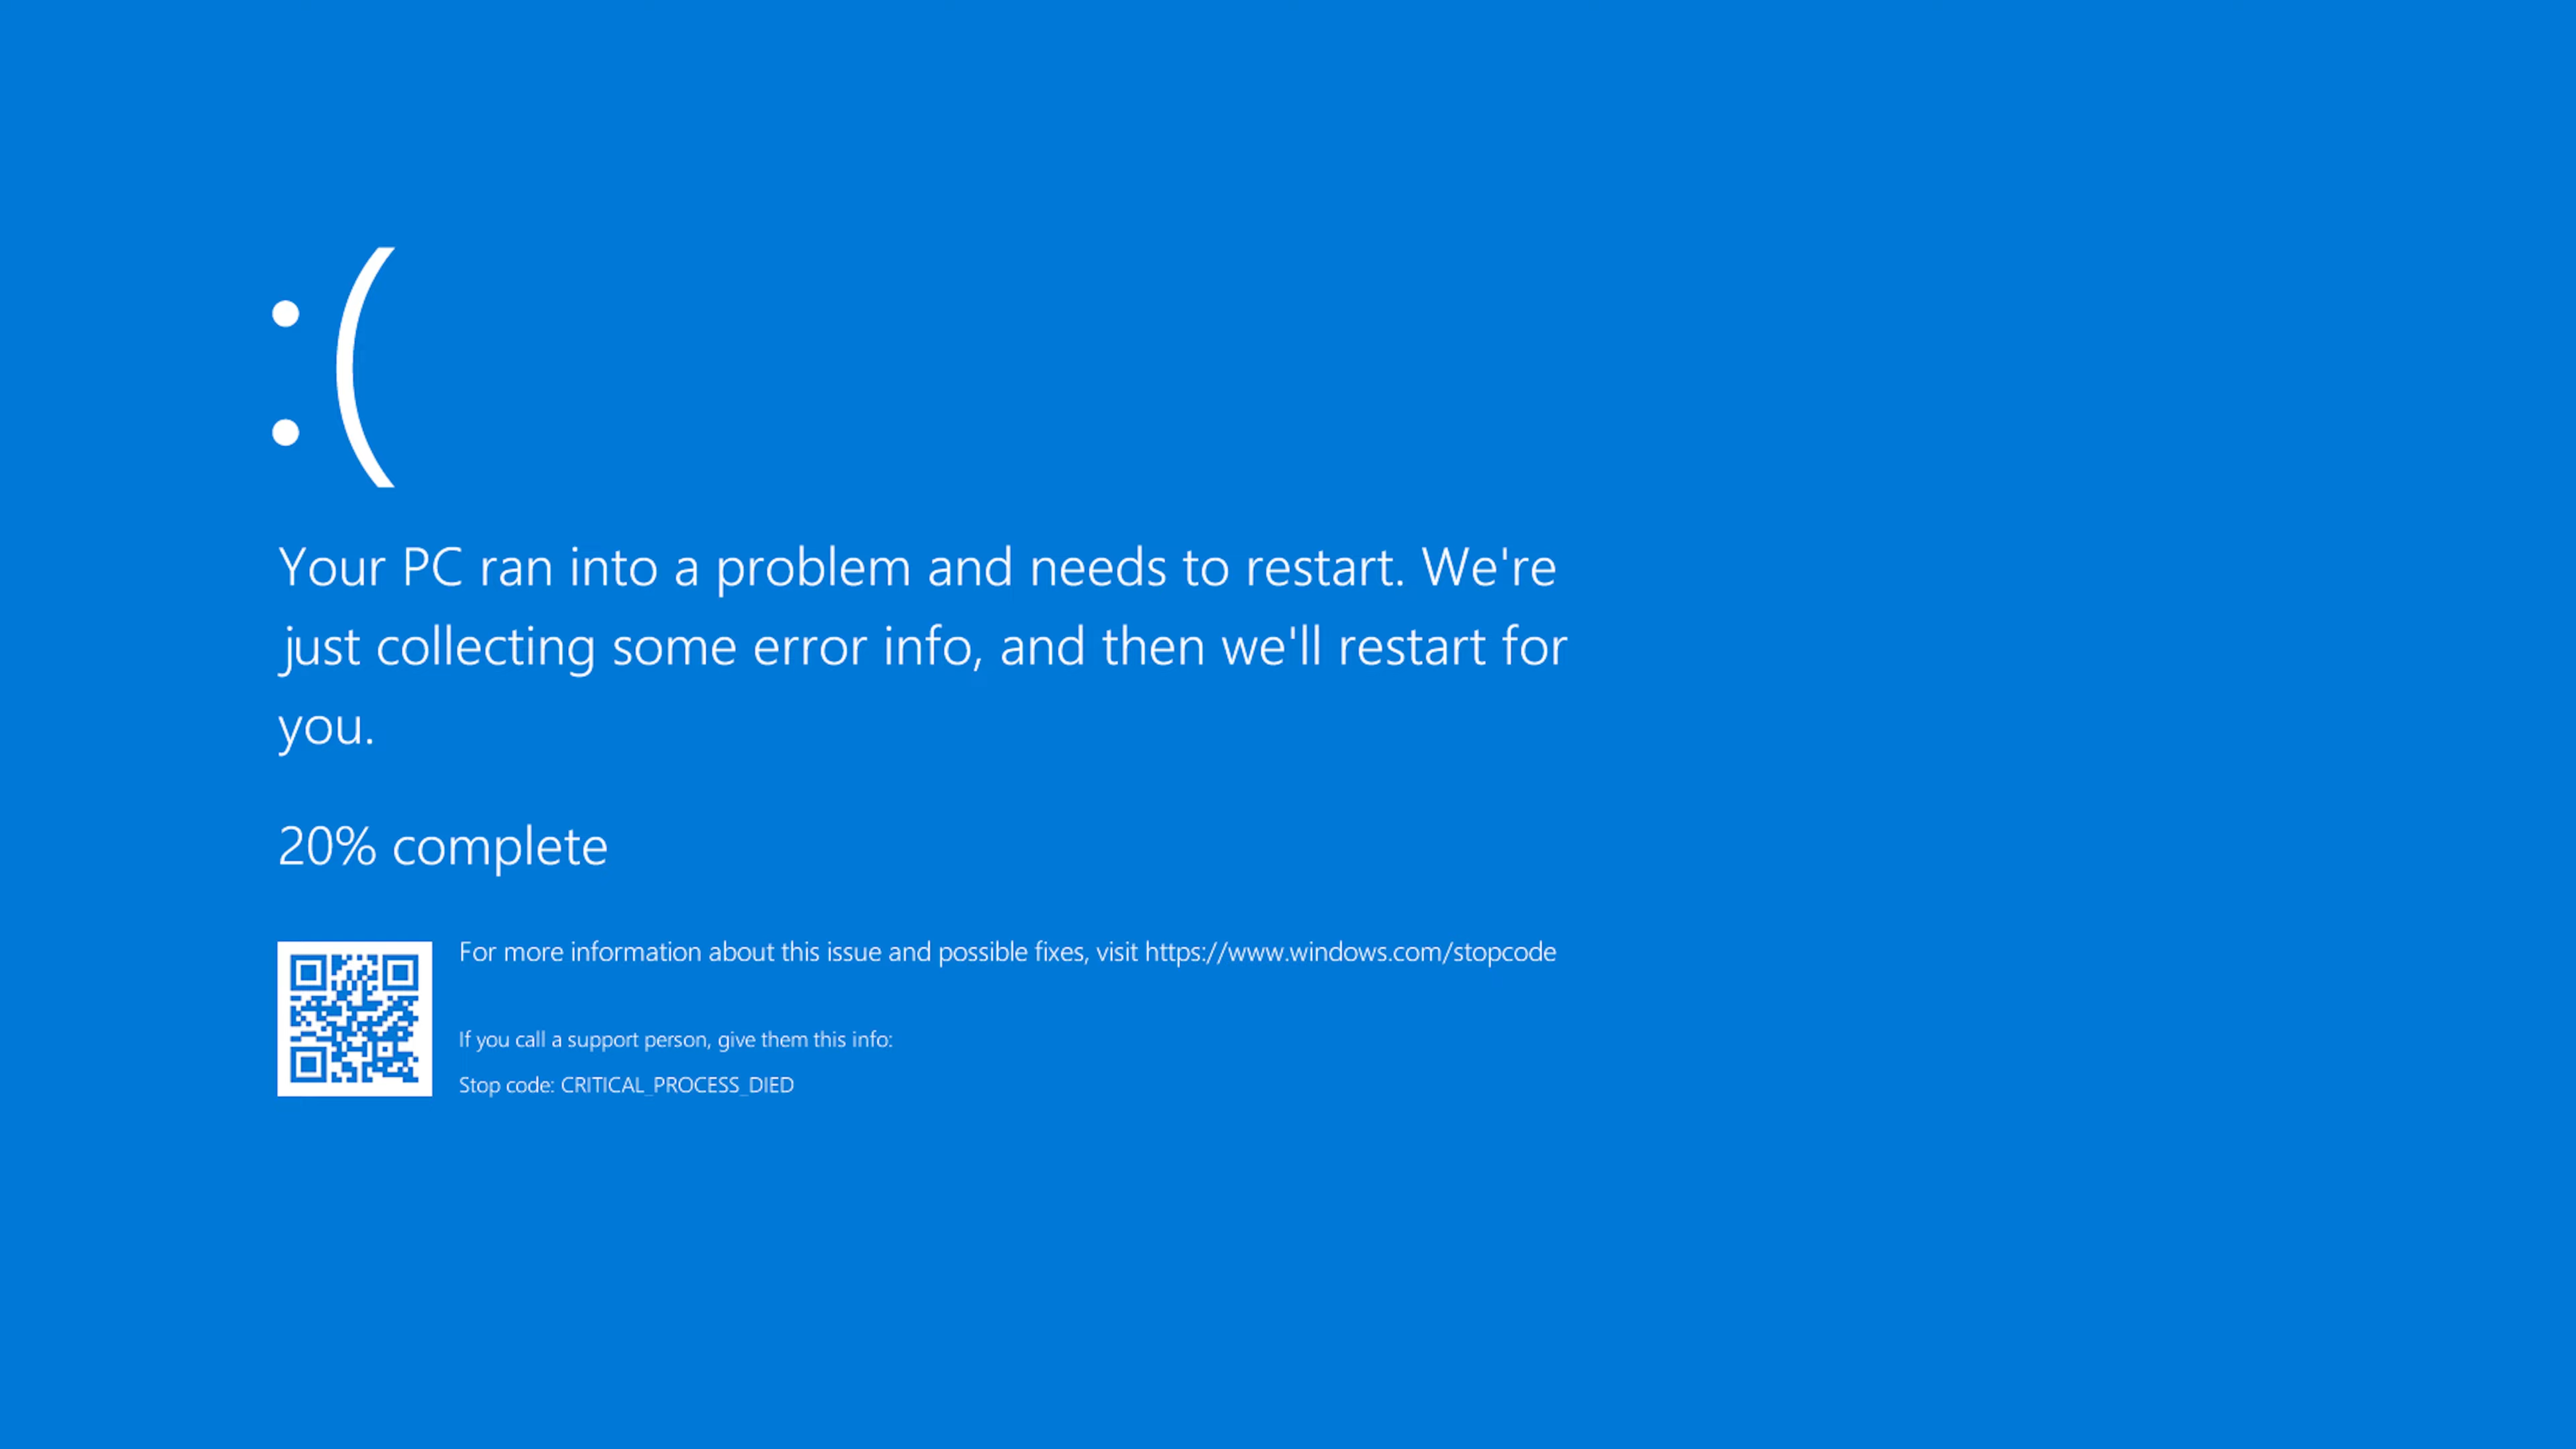 :(
Your PC ran into a problem and needs to restart. We're
just collecting some error info, and then we'll restart for
you.
20% complete
For more information about this issue and possible fixes, visit https://www.windows.com/stopcode
If you call a support person, give them this info:
Stop code: CRITICAL_PROCESS_DIED